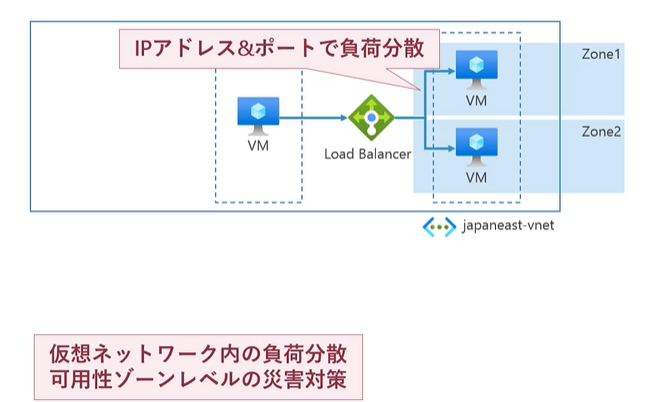 IPアドレス&ポートで負荷分散
Zone1
VM
VM
Load Balancer
Zone2
VM
japaneast-vnet
仮想ネットワーク内の負荷分散
可用性ゾーンレベルの災害対策